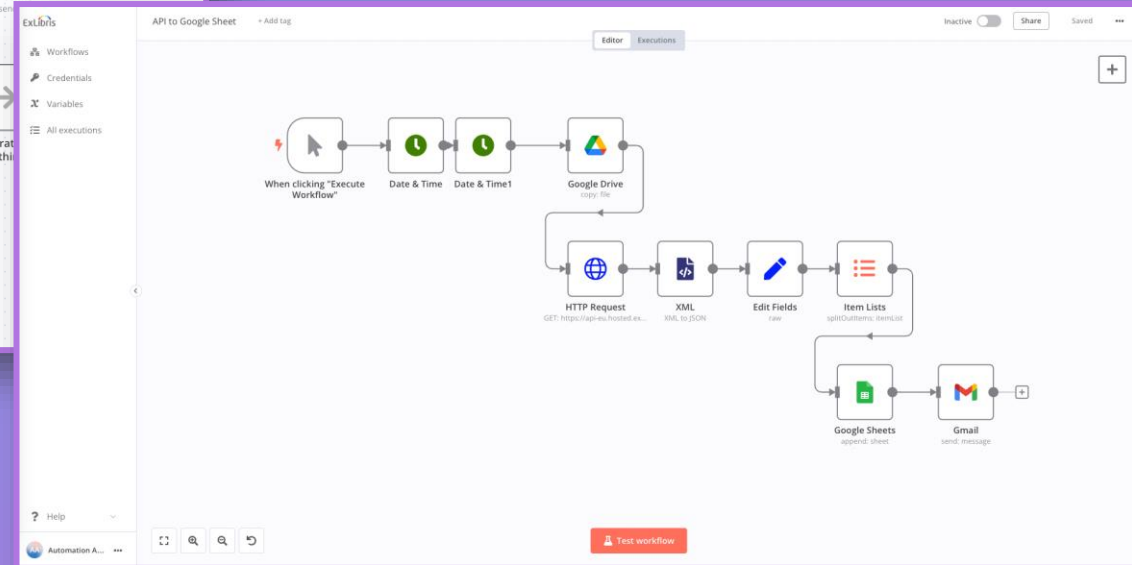 ExLibris
API to Google Sheet
+ Add tag
Inactive
Share
Saved
Editor
Executions
Workflows
Credentials
Variables
All executions
When clicking "Execute
Workflow"
Date & Time
Date & Time1
Google Drive
copy: file
HTTP Request
GET: https://api-eu.hosted.ex...
XML
XML to JSON
Edit Fields
raw
Item Lists
splitOutItems: itemList
Google Sheets
append: sheet
Gmail
send: message
Help
Automation A...
Test workflow